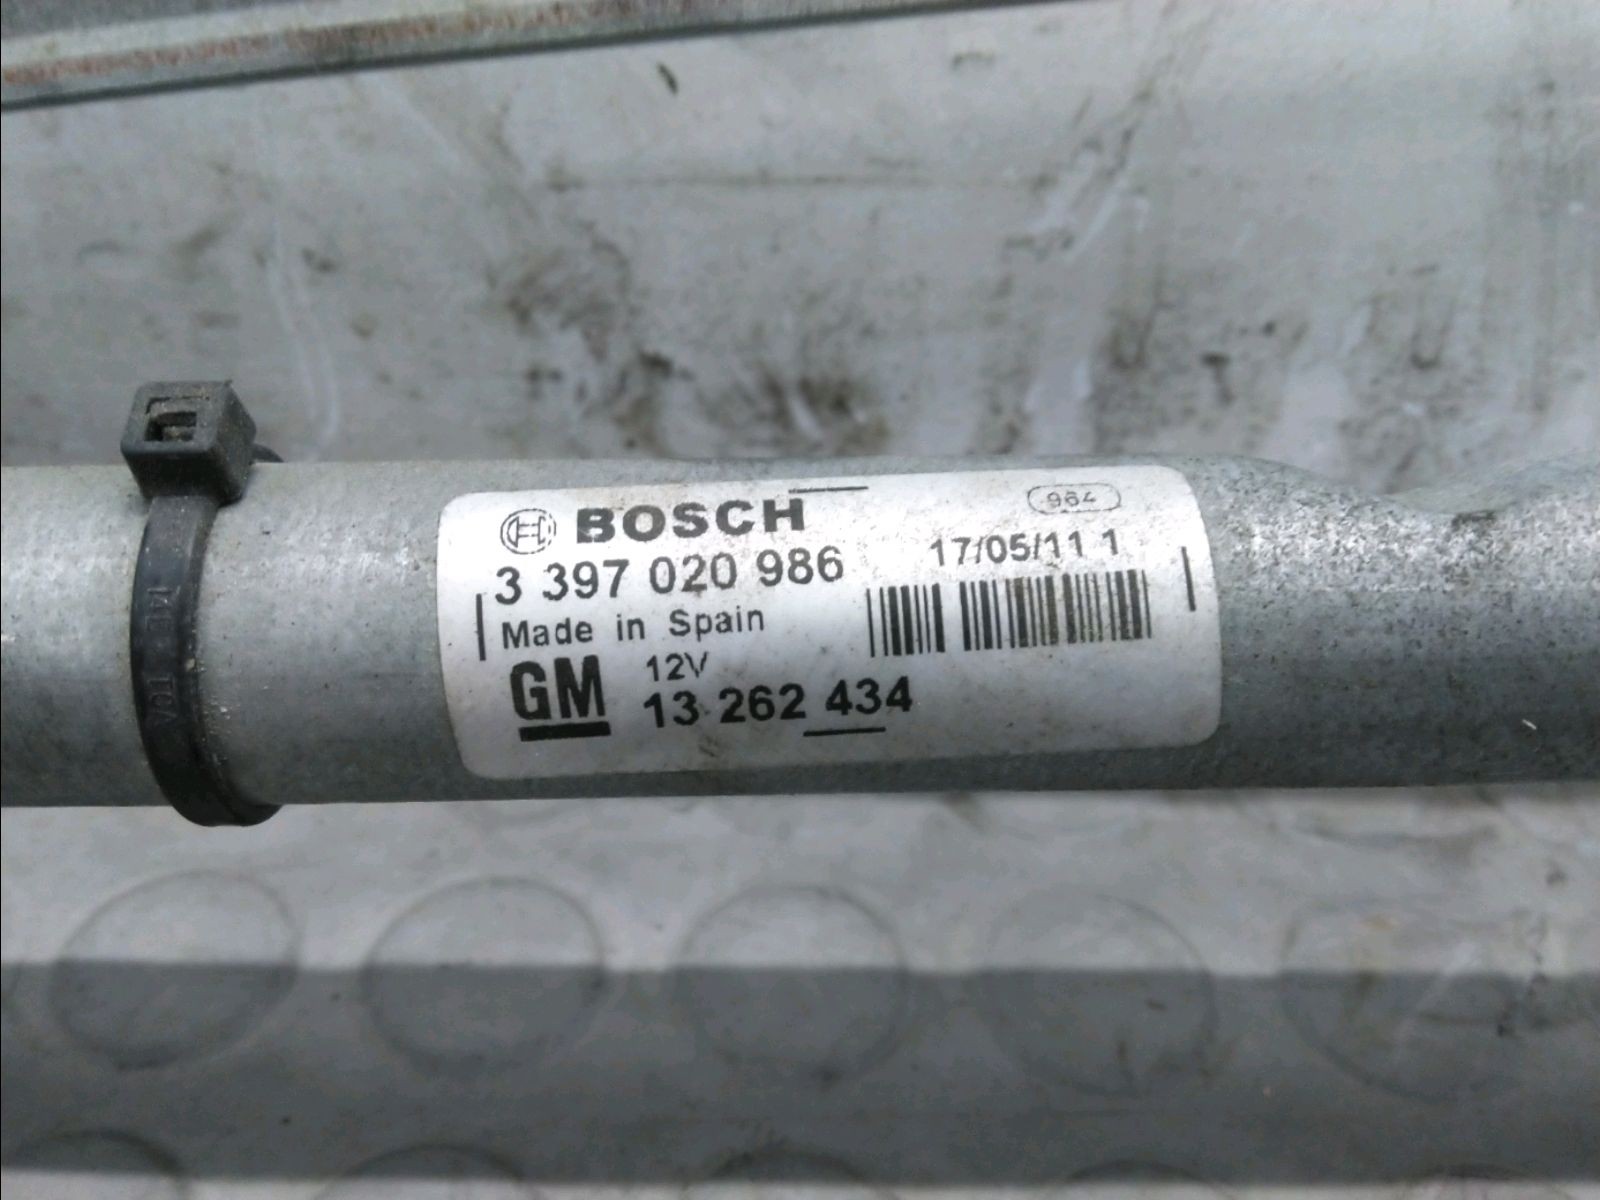 BOSCH
964
3 397 020 986
17/05/11 1
Made in Spain
12V
GM
13 262 434